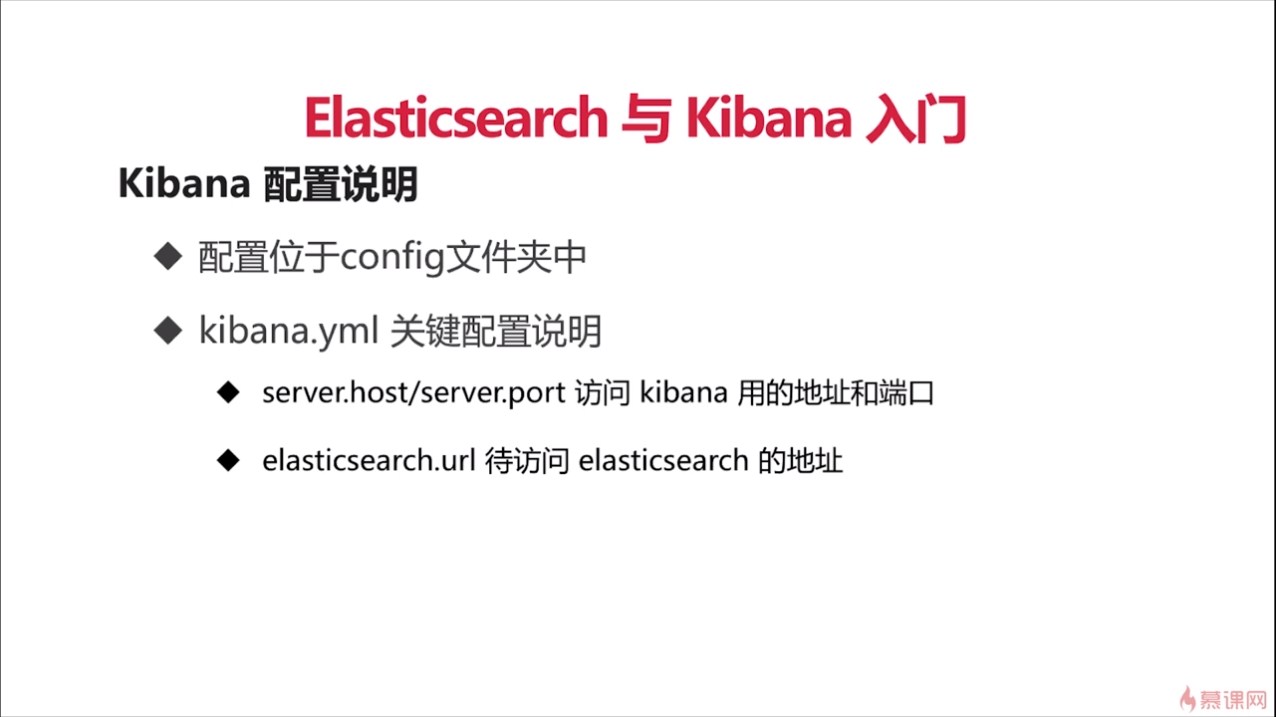 Elasticsearch 与 Kibana 入门
Kibana 配置说明
配置位于config文件夹中
kibana.yml 关键配置说明
server.host/server.port 访问 kibana 用的地址和端口
elasticsearch.url 待访问 elasticsearch 的地址
慕课网